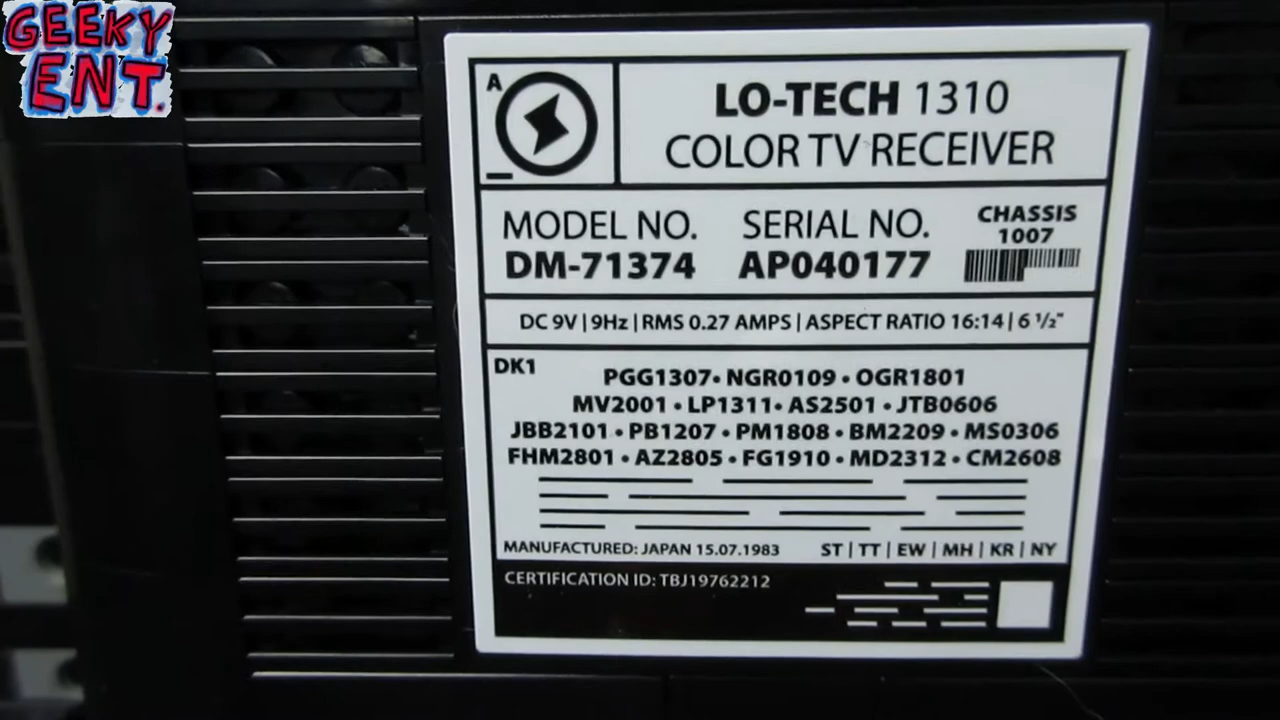 GEEKY
ENT.
A
LO-TECH 1310
COLOR TV RECEIVER
MODEL NO. SERIAL NO. CHASSIS
1007
DM-71374 AP040177
DC 9V | 9Hz | RMS 0.27 AMPS | ASPECT RATIO 16:14 | 6 ½"
DK1
PGG1307 • NGR0109 • OGR1801
MV2001 • LP1311 • AS2501 • JTB0606
JBB2101 • PB1207 • PM1808 • BM2209 • MS0306
FHM2801 • AZ2805 • FG1910 • MD2312 • CM2608
MANUFACTURED: JAPAN 15.07.1983 ST | TT | EW | MH | KR | NY
CERTIFICATION ID: TBJ19762212